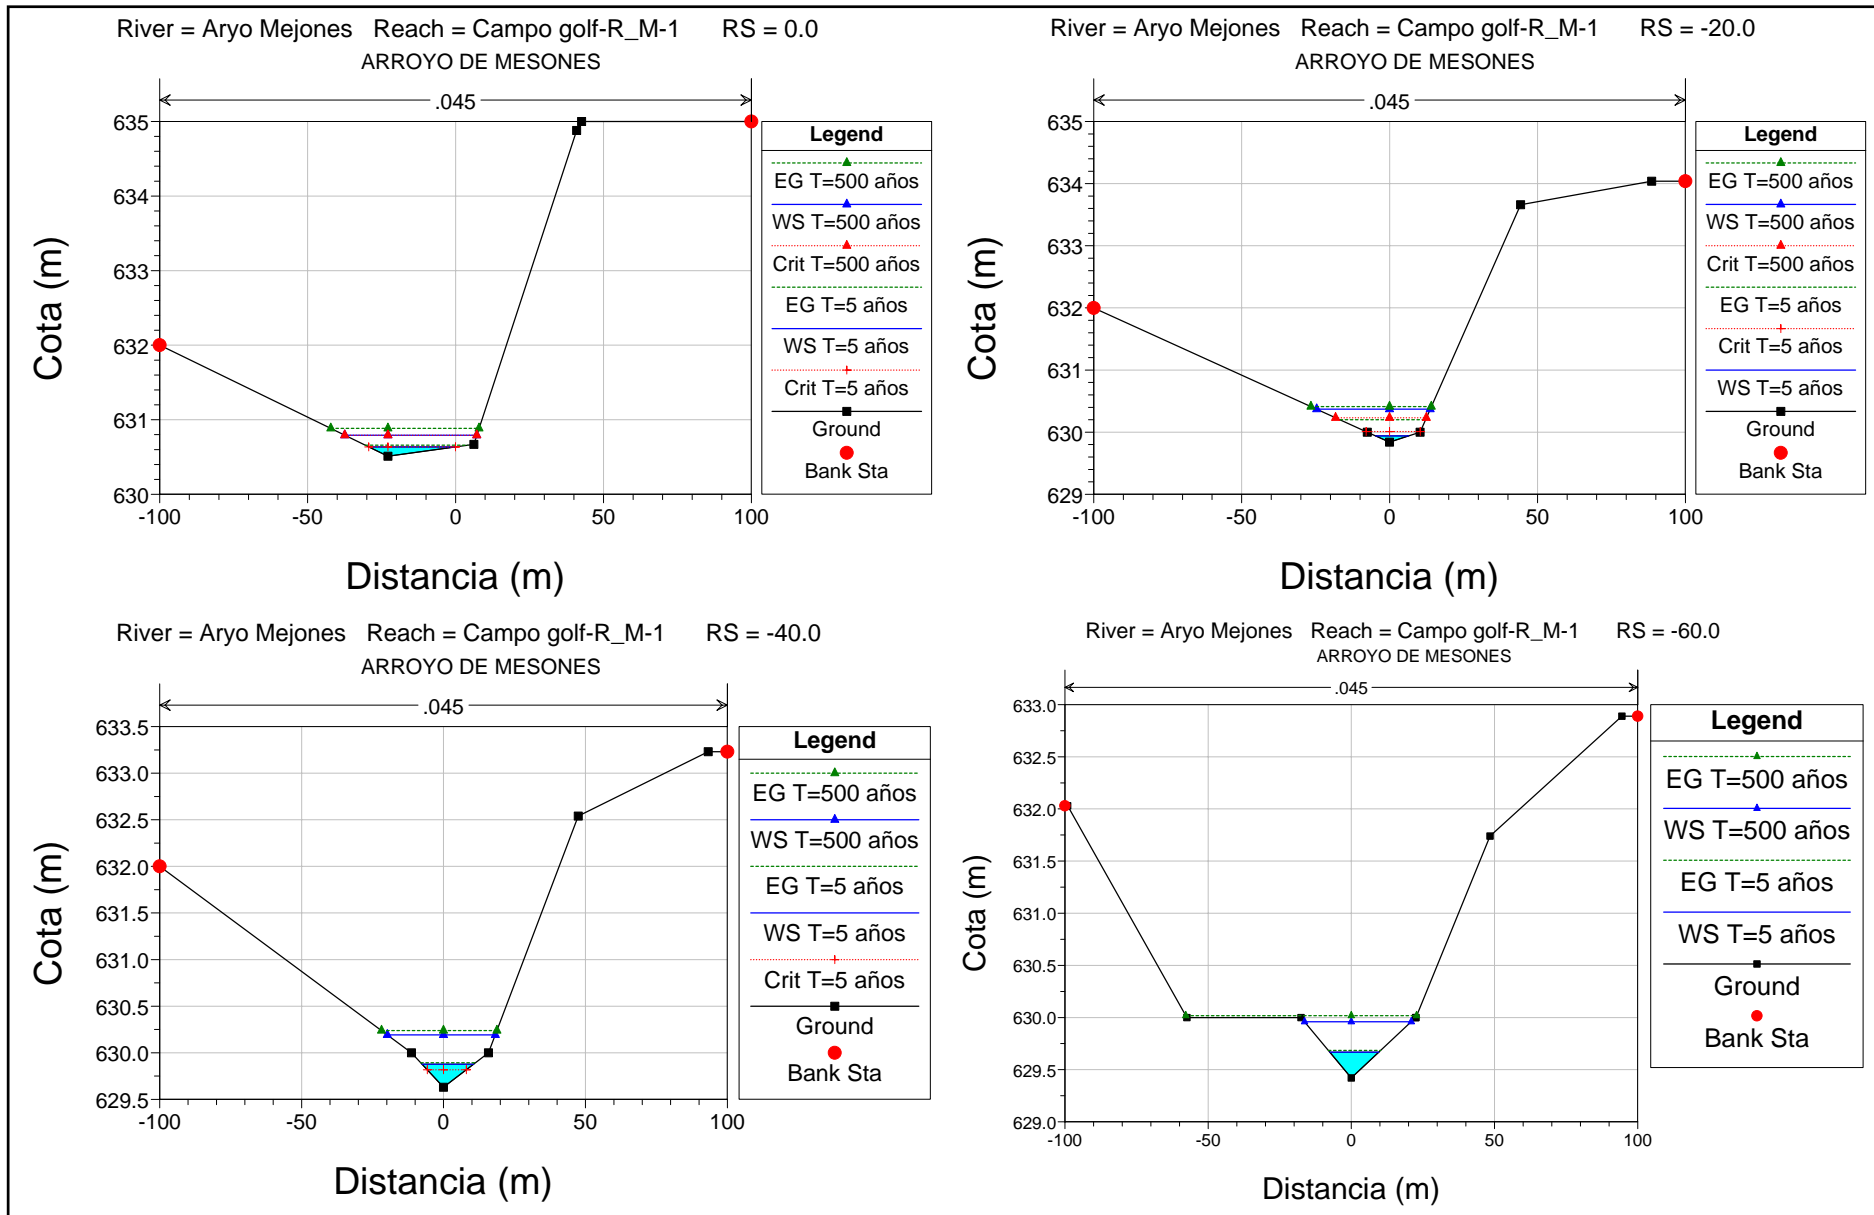 River = Aryo Mejones Reach = Campo golf-R_M-1 RS = 0.0
ARROYO DE MESONES
.045
635
634
633
632
631
630
-100
-50
0
50
100
Cota (m)
Distancia (m)
Legend
EG T=500 años
WS T=500 años
Crit T=500 años
EG T=5 años
WS T=5 años
Crit T=5 años
Ground
Bank Sta
River = Aryo Mejones Reach = Campo golf-R_M-1 RS = -20.0
ARROYO DE MESONES
.045
635
634
633
632
631
630
629
-100
-50
0
50
100
Cota (m)
Distancia (m)
Legend
EG T=500 años
WS T=500 años
Crit T=500 años
EG T=5 años
Crit T=5 años
WS T=5 años
Ground
Bank Sta
River = Aryo Mejones Reach = Campo golf-R_M-1 RS = -40.0
ARROYO DE MESONES
.045
633.5
633.0
632.5
632.0
631.5
631.0
630.5
630.0
629.5
-100
-50
0
50
100
Cota (m)
Distancia (m)
Legend
EG T=500 años
WS T=500 años
EG T=5 años
WS T=5 años
Crit T=5 años
Ground
Bank Sta
River = Aryo Mejones Reach = Campo golf-R_M-1 RS = -60.0
ARROYO DE MESONES
.045
633.0
632.5
632.0
631.5
631.0
630.5
630.0
629.5
629.0
-100
-50
0
50
100
Cota (m)
Distancia (m)
Legend
EG T=500 años
WS T=500 años
EG T=5 años
WS T=5 años
Ground
Bank Sta